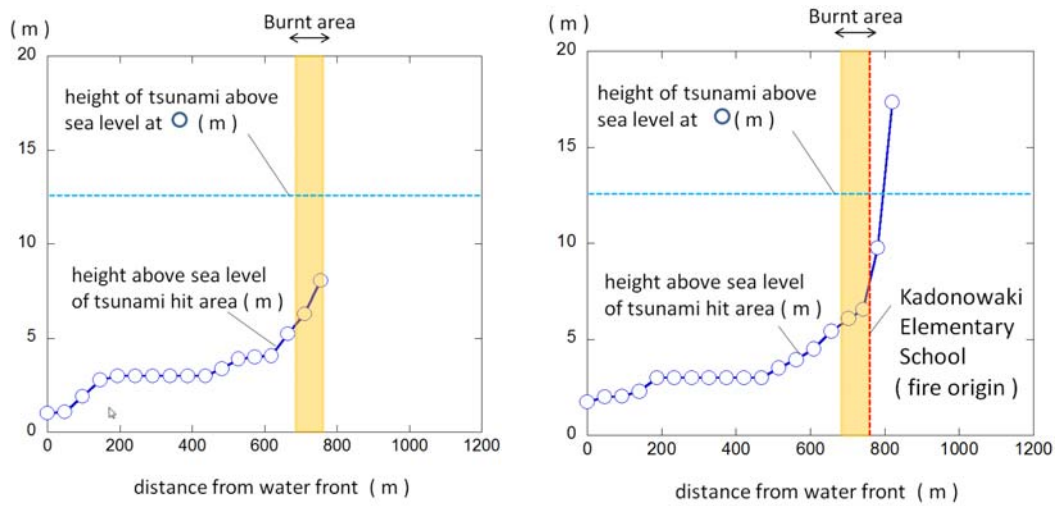 ( m )
Burnt area
20
height of tsunami above
sea level at ( m )
15
10
height above sea level
of tsunami hit area ( m )
5
0
0 200 400 600 800 1000 1200
distance from water front ( m )
( m )
Burnt area
20
height of tsunami above
sea level at ( m )
15
10
height above sea level
of tsunami hit area ( m )
Kadonowaki
Elementary
School
( fire origin )
5
0
0 200 400 600 800 1000 1200
distance from water front ( m )